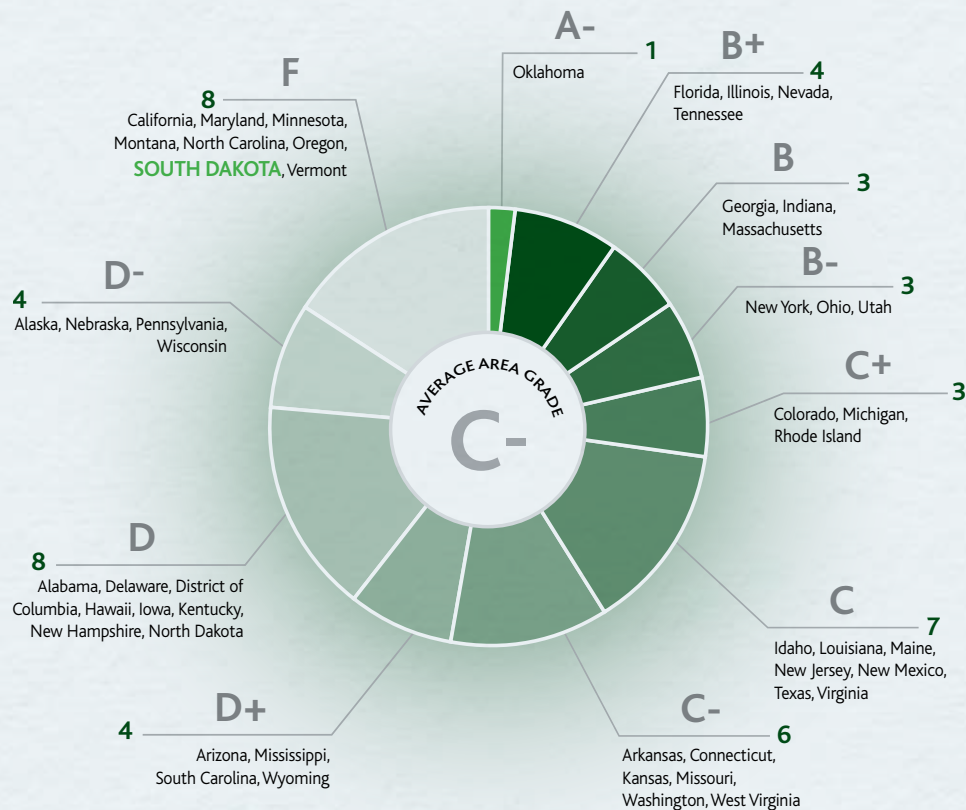 A-
1
Oklahoma
B+
4
Florida, Illinois, Nevada,
Tennessee
B
3
Georgia, Indiana,
Massachusetts
B-
3
New York, Ohio, Utah
C+
3
Colorado, Michigan,
Rhode Island
C
7
Idaho, Louisiana, Maine,
New Jersey, New Mexico,
Texas, Virginia
C-
6
Arkansas, Connecticut,
Kansas, Missouri,
Washington, West Virginia
D+
4
Arizona, Mississippi,
South Carolina, Wyoming
D
8
Alabama, Delaware, District of
Columbia, Hawaii, Iowa, Kentucky,
New Hampshire, North Dakota
D-
4
Alaska, Nebraska, Pennsylvania,
Wisconsin
F
8
California, Maryland, Minnesota,
Montana, North Carolina, Oregon,
SOUTH DAKOTA, Vermont
AVERAGE AREA GRADE
C-